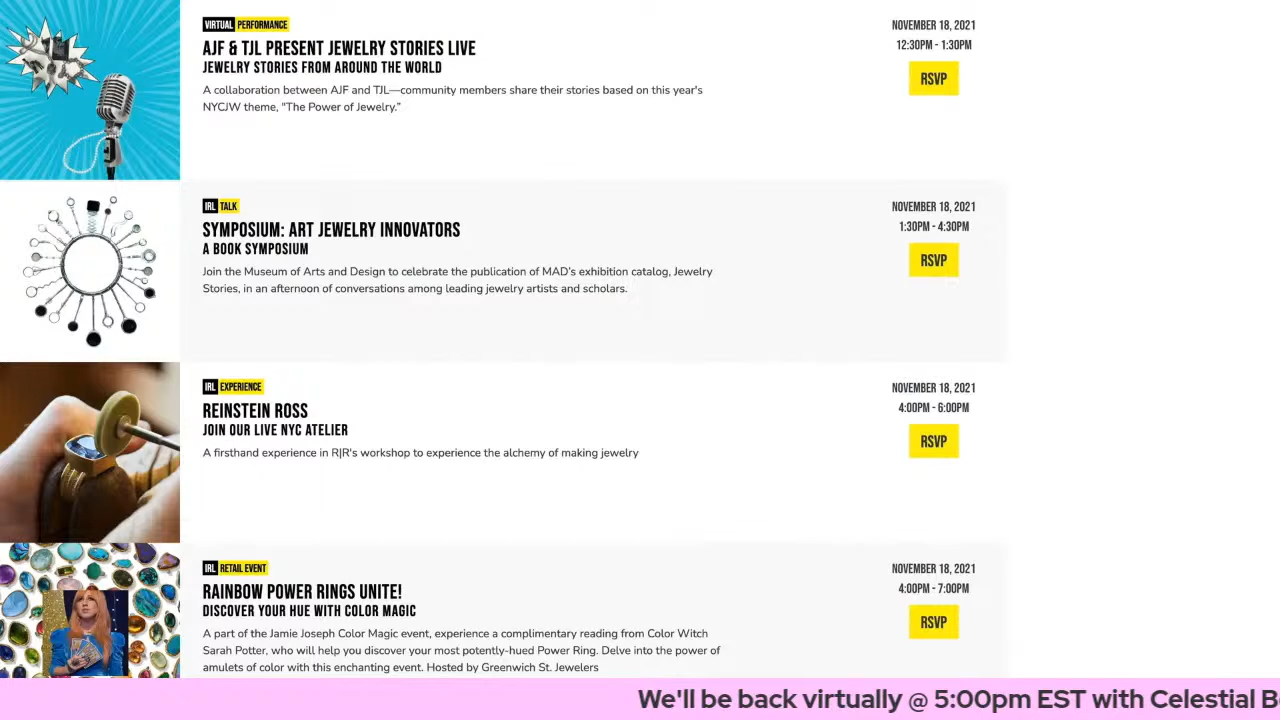 VIRTUAL PERFORMANCE
AJF & TJL PRESENT JEWELRY STORIES LIVE
JEWELRY STORIES FROM AROUND THE WORLD
A collaboration between AJF and TJL—community members share their stories based on this year's
NYCJW theme, "The Power of Jewelry."
NOVEMBER 18, 2021
12:30PM - 1:30PM
RSVP
IRL TALK
SYMPOSIUM: ART JEWELRY INNOVATORS
A BOOK SYMPOSIUM
Join the Museum of Arts and Design to celebrate the publication of MAD's exhibition catalog, Jewelry
Stories, in an afternoon of conversations among leading jewelry artists and scholars.
NOVEMBER 18, 2021
1:30PM - 4:30PM
RSVP
IRL EXPERIENCE
REINSTEIN ROSS
JOIN OUR LIVE NYC ATELIER
A firsthand experience in R|R's workshop to experience the alchemy of making jewelry
NOVEMBER 18, 2021
4:00PM - 6:00PM
RSVP
IRL RETAIL EVENT
RAINBOW POWER RINGS UNITE!
DISCOVER YOUR HUE WITH COLOR MAGIC
A part of the Jamie Joseph Color Magic event, experience a complimentary reading from Color Witch
Sarah Potter, who will help you discover your most potently-hued Power Ring. Delve into the power of
amulets of color with this enchanting event. Hosted by Greenwich St. Jewelers
NOVEMBER 18, 2021
4:00PM - 7:00PM
RSVP
We'll be back virtually @ 5:00pm EST with Celestial